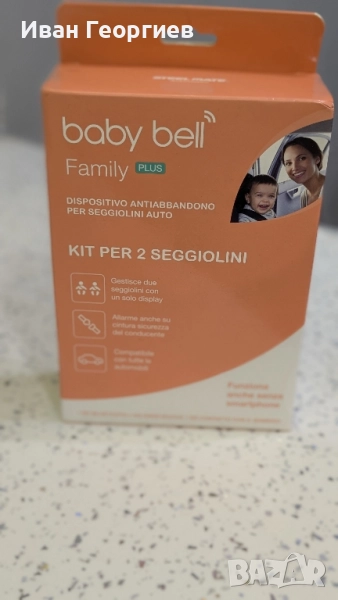 Иван Георгиев
STEEL MATE
baby bell
Family PLUS
DISPOSITIVO ANTIABBANDONO
PER SEGGIOLINI AUTO
KIT PER 2 SEGGIOLINI
Gestisce due
seggiolini con
un solo display
Allarme anche su
cintura sicurezza
del conducente
Compatibile
con tutte le
automobili
Funziona
anche senza
smartphone
BAZAR